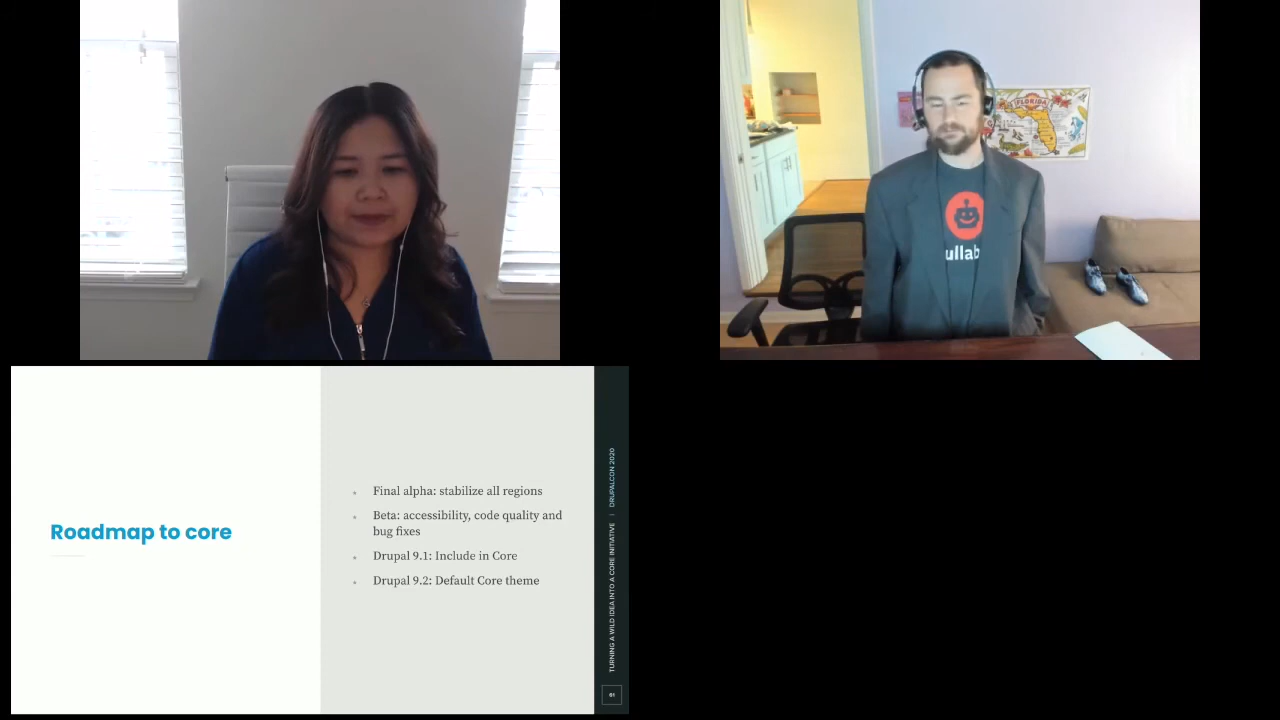 FLORIDA
ullab
Roadmap to core
Final alpha: stabilize all regions
Beta: accessibility, code quality and
bug fixes
Drupal 9.1: Include in Core
Drupal 9.2: Default Core theme
TURNING A WILD IDEA INTO A CORE INITIATIVE | DRUPALCON 2020
61